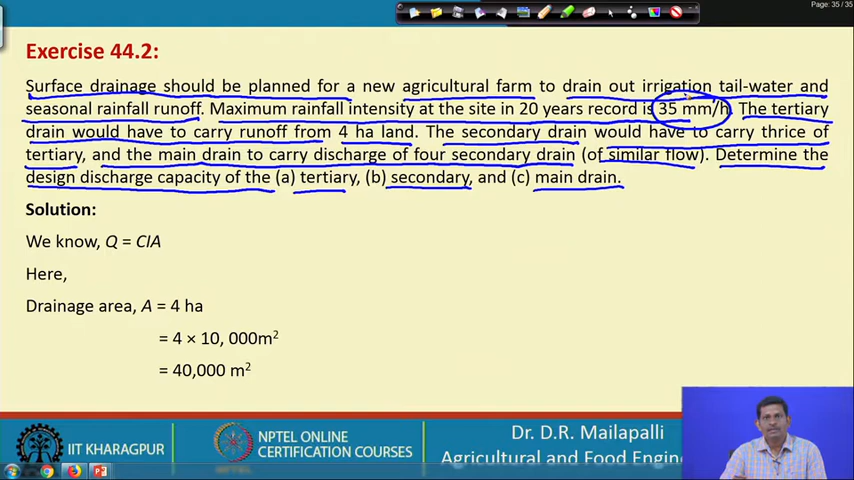 Page: 35 / 35
Exercise 44.2:
Surface drainage should be planned for a new agricultural farm to drain out irrigation tail-water and
seasonal rainfall runoff. Maximum rainfall intensity at the site in 20 years record is 35 mm/h. The tertiary
drain would have to carry runoff from 4 ha land. The secondary drain would have to carry thrice of
tertiary, and the main drain to carry discharge of four secondary drain (of similar flow). Determine the
design discharge capacity of the (a) tertiary, (b) secondary, and (c) main drain.
Solution:
We know, Q = CIA
Here,
Drainage area, A = 4 ha
= 4 × 10, 000m²
= 40,000 m²
IIT KHARAGPUR
NPTEL ONLINE
CERTIFICATION COURSES
Dr. D.R. Mailapalli
Agricultural and Food Engine